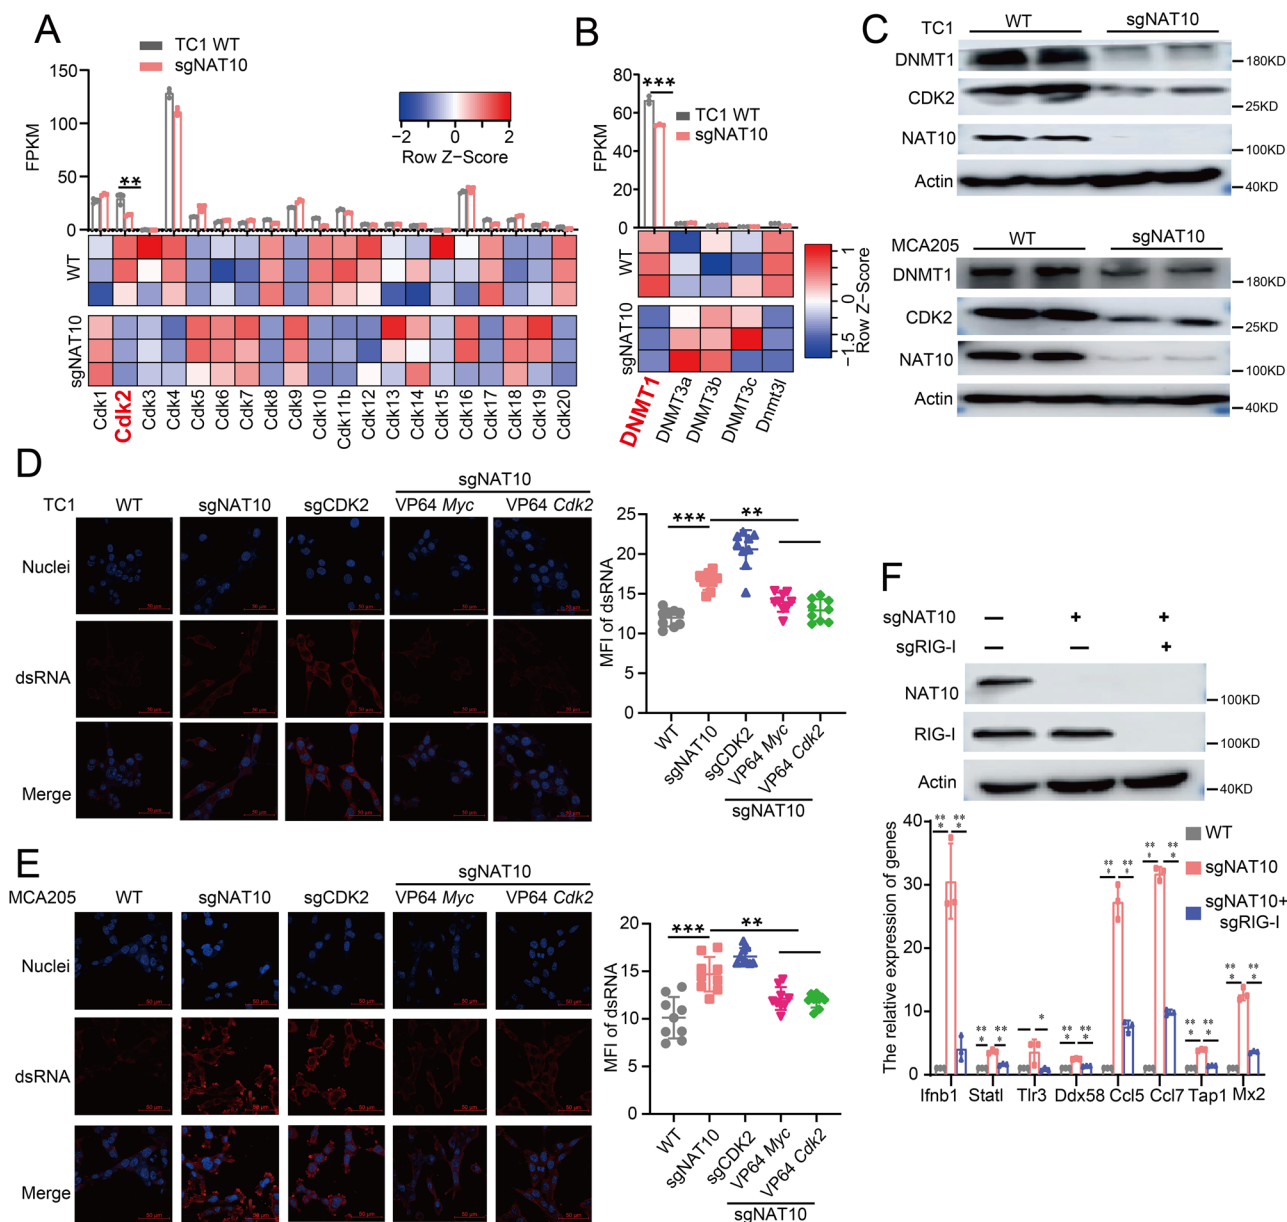 A
TC1 WT
sgNAT10
150
100
50
0
FPKM
−2 0 2
Row Z−Score
**
WT
sgNAT10
Cdk1
Cdk2
Cdk3
Cdk4
Cdk5
Cdk6
Cdk7
Cdk8
Cdk9
Cdk10
Cdk11b
Cdk12
Cdk13
Cdk14
Cdk15
Cdk16
Cdk17
Cdk18
Cdk19
Cdk20
B
80
60
40
20
0
FPKM
***
TC1 WT
sgNAT10
WT
sgNAT10
1
0
−1.5
Row Z−Score
DNMT1
DNMT3a
DNMT3b
DNMT3c
Dnmt3l
C
TC1 WT sgNAT10
DNMT1 180KD
CDK2 25KD
NAT10 100KD
Actin 40KD
MCA205 WT sgNAT10
DNMT1 180KD
CDK2 25KD
NAT10 100KD
Actin 40KD
D
sgNAT10
TC1 WT sgNAT10 sgCDK2 VP64 Myc VP64 Cdk2
Nuclei
dsRNA
Merge
50 μm
25
20
15
10
5
0
MFI of dsRNA
*** **
WT
sgNAT10
sgCDK2
VP64 Myc
VP64 Cdk2
sgNAT10
E
sgNAT10
MCA205 WT sgNAT10 sgCDK2 VP64 Myc VP64 Cdk2
Nuclei
dsRNA
Merge
50 μm
20
15
10
5
0
MFI of dsRNA
*** **
WT
sgNAT10
sgCDK2
VP64 Myc
VP64 Cdk2
sgNAT10
F
sgNAT10 — + +
sgRIG-I — — +
NAT10 100KD
RIG-I 100KD
Actin 40KD
40
30
20
10
0
The relative expression of genes
WT
sgNAT10
sgNAT10+
sgRIG-I
Ifnb1 Statl Tlr3 Ddx58 Ccl5 Ccl7 Tap1 Mx2